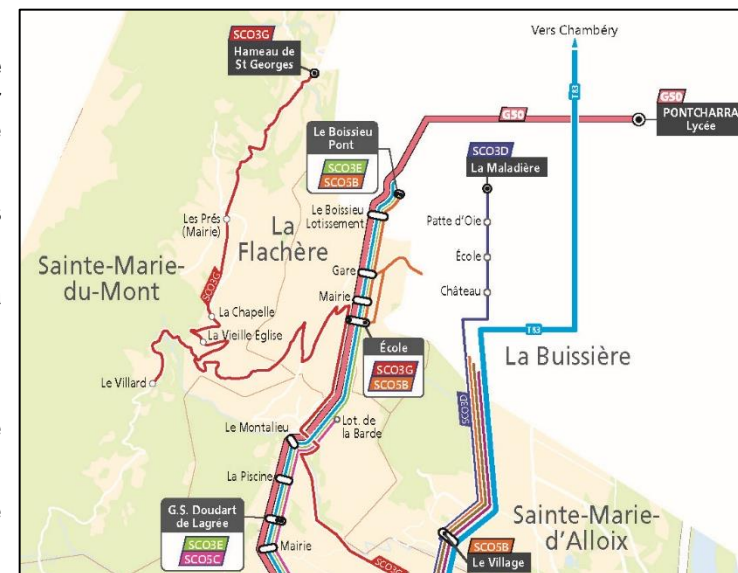 SCO3G
Hameau de
St Georges
Vers Chambéry
T83
G50
G50
PONTCHARRA
Lycée
Le Boissieu
Pont
SCO3E
SCO5B
SCO3D
La Maladière
Le Boissieu
Lotissement
Patte d'Oie
Les Prés
(Mairie)
La
Flachère
École
Sainte-Marie-
du-Mont
Gare
Château
SCO3G
Mairie
La Chapelle
La Vieille Eglise
École
SCO3G
SCO5B
La Buissière
Le Villard
SCO3D
Le Montalieu
Lot. de
la Barde
La Piscine
G.S. Doudart
de Lagrée
SCO3E
SCO5C
Mairie
Sainte-Marie-
d'Alloix
SCO5B
Le Village